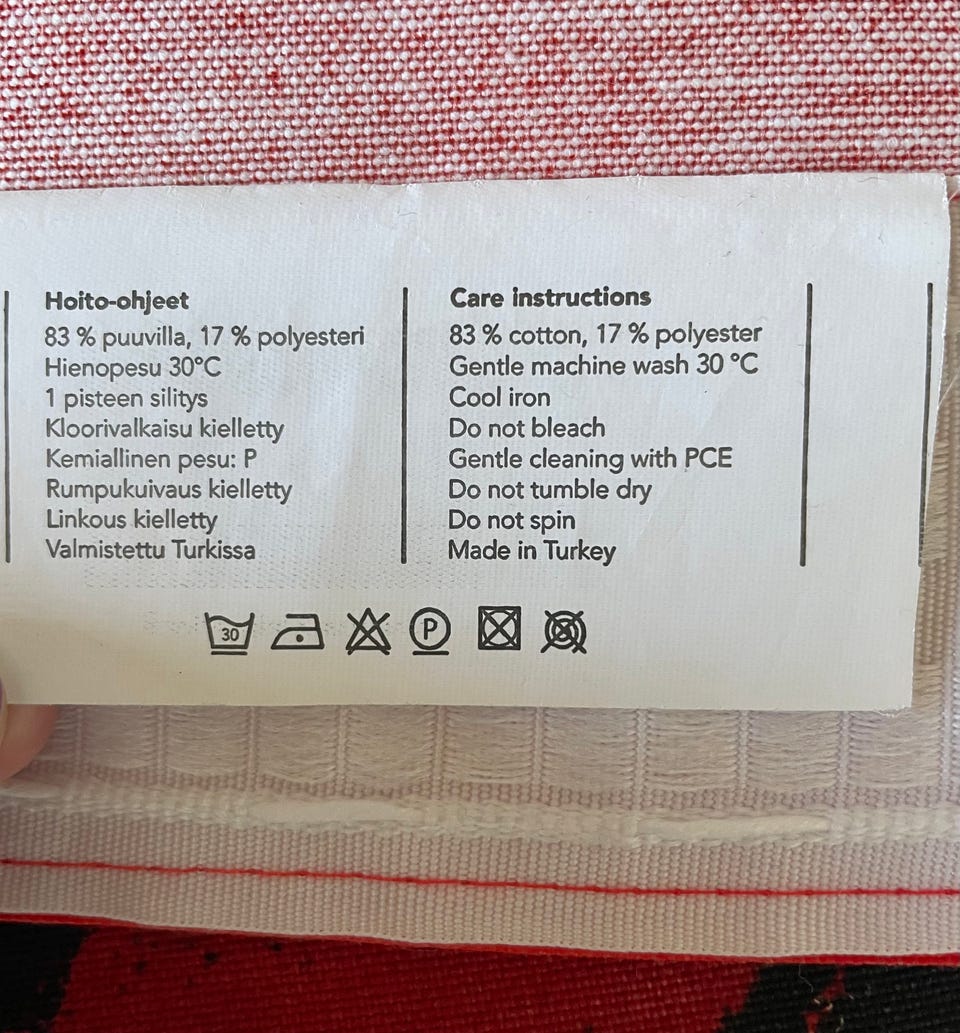 Hoito-ohjeet
83 % puuvilla, 17 % polyesteri
Hienopesu 30°C
1 pisteen silitys
Kloorivalkaisu kielletty
Kemiallinen pesu: P
Rumpukuivaus kielletty
Linkous kielletty
Valmistettu Turkissa
Care instructions
83 % cotton, 17 % polyester
Gentle machine wash 30 °C
Cool iron
Do not bleach
Gentle cleaning with PCE
Do not tumble dry
Do not spin
Made in Turkey
30 P